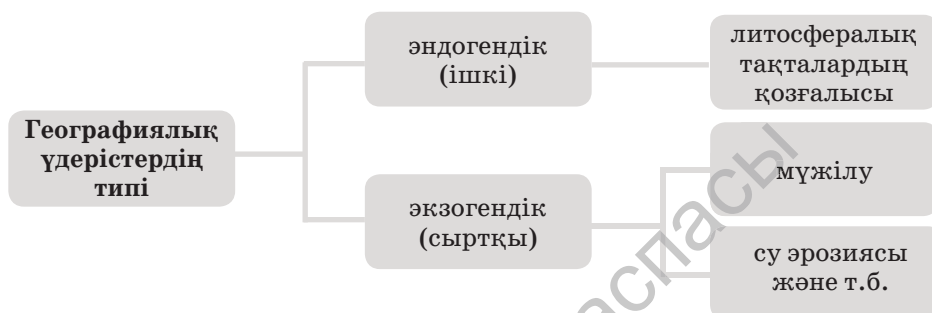 Географиялық
үдерістердің
типі
эндогендік
(ішкі)
литосфералық
тақталардың
қозғалысы
экзогендік
(сыртқы)
мүжілу
су эрозиясы
және т.б.